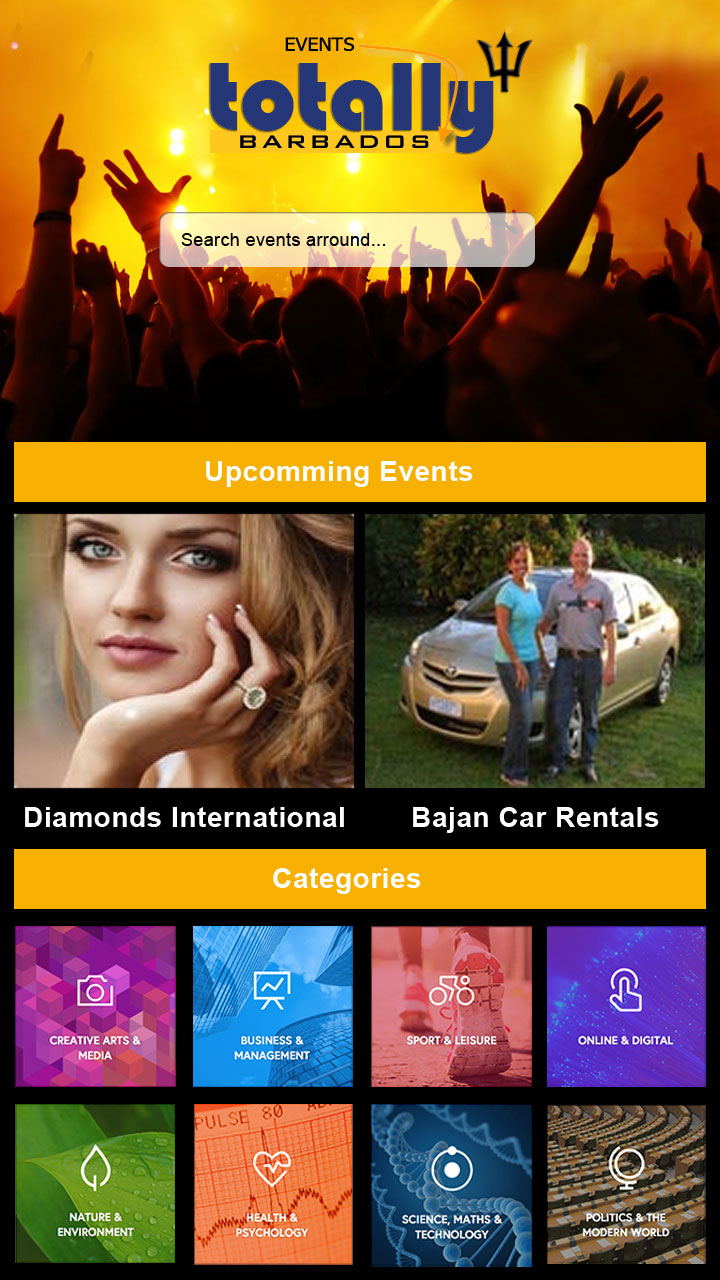 EVENTS
totally
BARBADOS
Search events arround...
Upcomming Events
Diamonds International
Bajan Car Rentals
Categories
CREATIVE ARTS &
MEDIA
BUSINESS &
MANAGEMENT
SPORT & LEISURE
ONLINE & DIGITAL
NATURE &
ENVIRONMENT
PULSE 80
HEALTH &
PSYCHOLOGY
SCIENCE, MATHS &
TECHNOLOGY
POLITICS & THE
MODERN WORLD